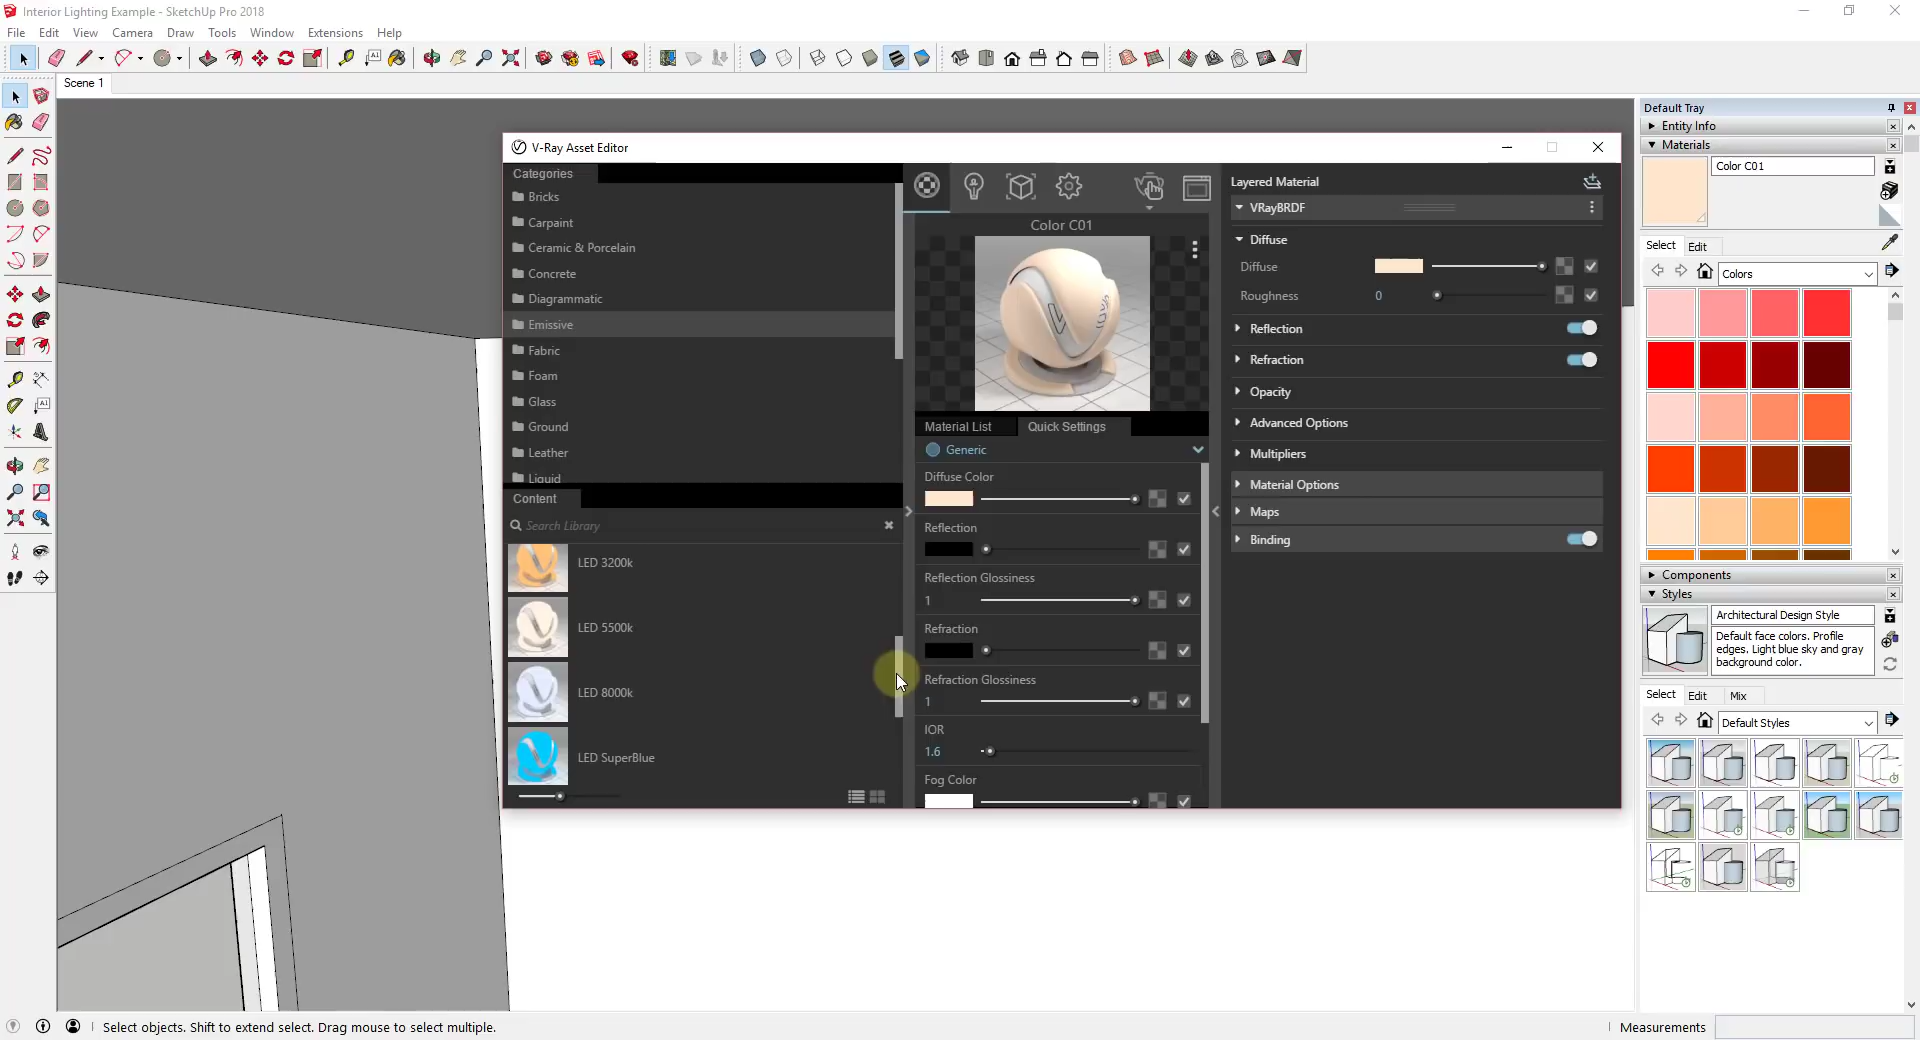 Interior Lighting Example - SketchUp Pro 2018
File Edit View Camera Draw Tools Window Extensions Help
Scene 1
V-Ray Asset Editor
Categories
Bricks
Carpaint
Ceramic & Porcelain
Concrete
Diagrammatic
Emissive
Fabric
Foam
Glass
Ground
Leather
Liquid
Content
Search Library
LED 3200k
LED 5500k
LED 8000k
LED SuperBlue
Color C01
Material List Quick Settings
Generic
Diffuse Color
Reflection
Reflection Glossiness
1
Refraction
Refraction Glossiness
1
IOR
1.6
Fog Color
Layered Material
VRayBRDF
Diffuse
Diffuse
Roughness 0
Reflection
Refraction
Opacity
Advanced Options
Multipliers
Material Options
Maps
Binding
Default Tray
Entity Info
Materials
Color C01
Select Edit
Colors
Components
Styles
Architectural Design Style
Default face colors. Profile
edges. Light blue sky and gray
background color.
Select Edit Mix
Default Styles
Select objects. Shift to extend select. Drag mouse to select multiple.
Measurements